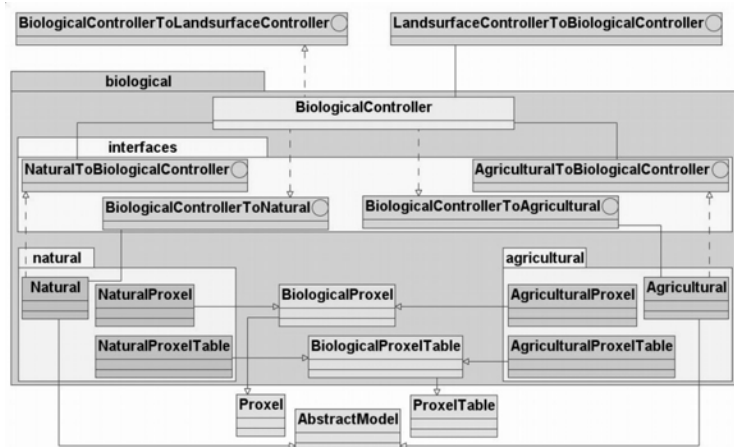 BiologicalControllerToLandsurfaceController
LandsurfaceControllerToBiologicalController
biological
BiologicalController
interfaces
NaturalToBiologicalController
AgriculturalToBiologicalController
BiologicalControllerToNatural
BiologicalControllerToAgricultural
natural
agricultural
Natural
NaturalProxel
BiologicalProxel
AgriculturalProxel
Agricultural
NaturalProxelTable
BiologicalProxelTable
AgriculturalProxelTable
Proxel
AbstractModel
ProxelTable